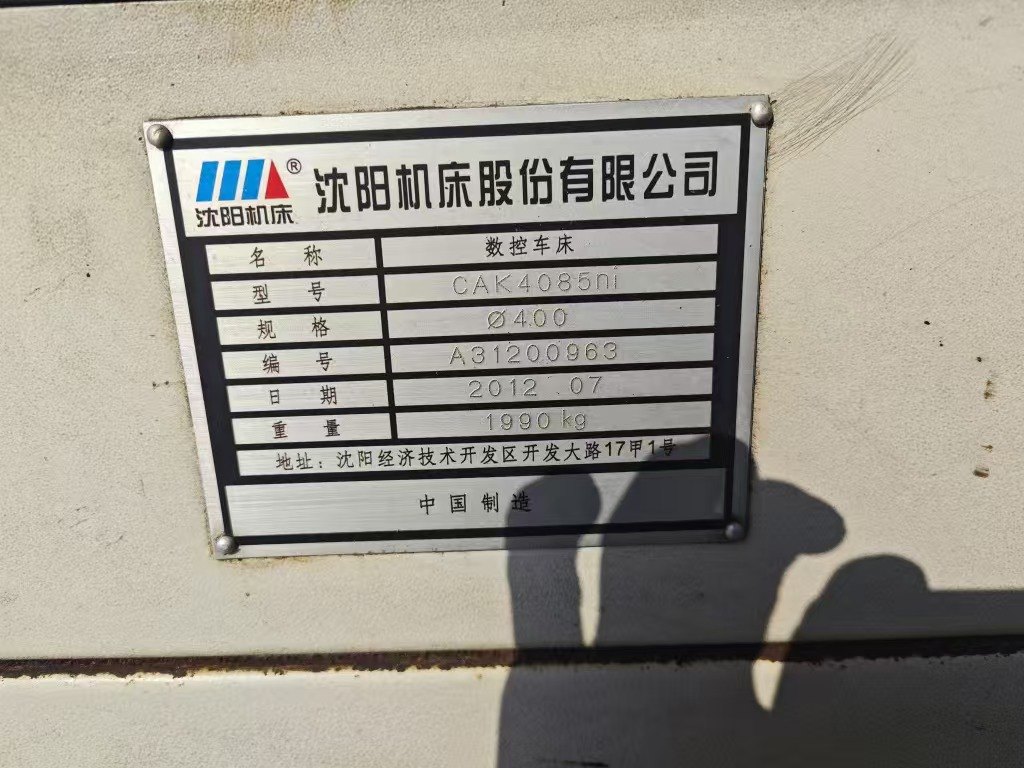 沈阳机床® 沈阳机床股份有限公司
名称 数控车床
型号 CAK4085ni
规格 Ø400
编号 A31200963
日期 2012.07
重量 1990kg
地址：沈阳经济技术开发区开发大路17甲1号
中国制造